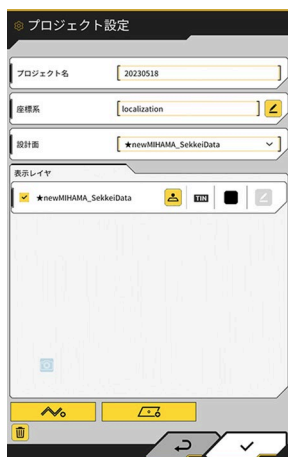 プロジェクト設定
プロジェクト名 20230518
座標系 localization
設計面 ★newMIHAMA_SekkeiData
表示レイヤ
★newMIHAMA_SekkeiData TIN